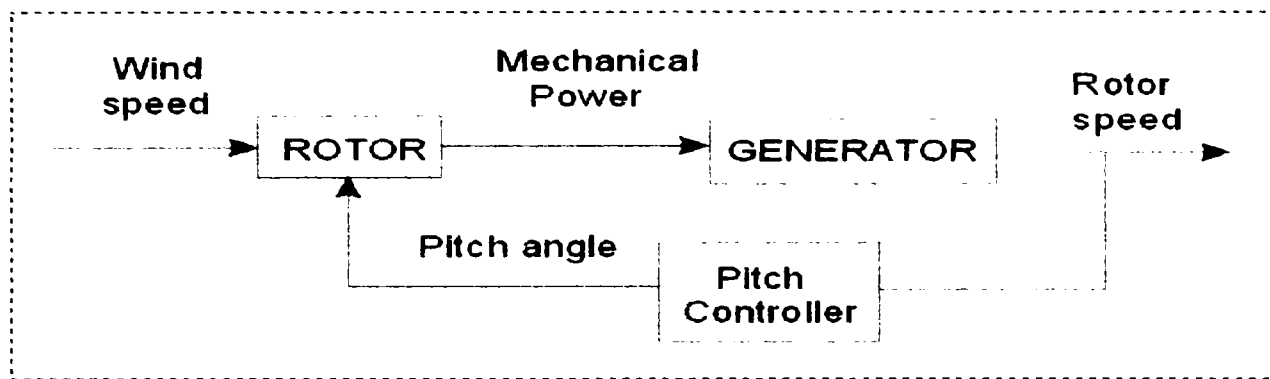 Wind
speed
Mechanical
Power
Rotor
speed
ROTOR
GENERATOR
Pitch angle
Pitch
Controller